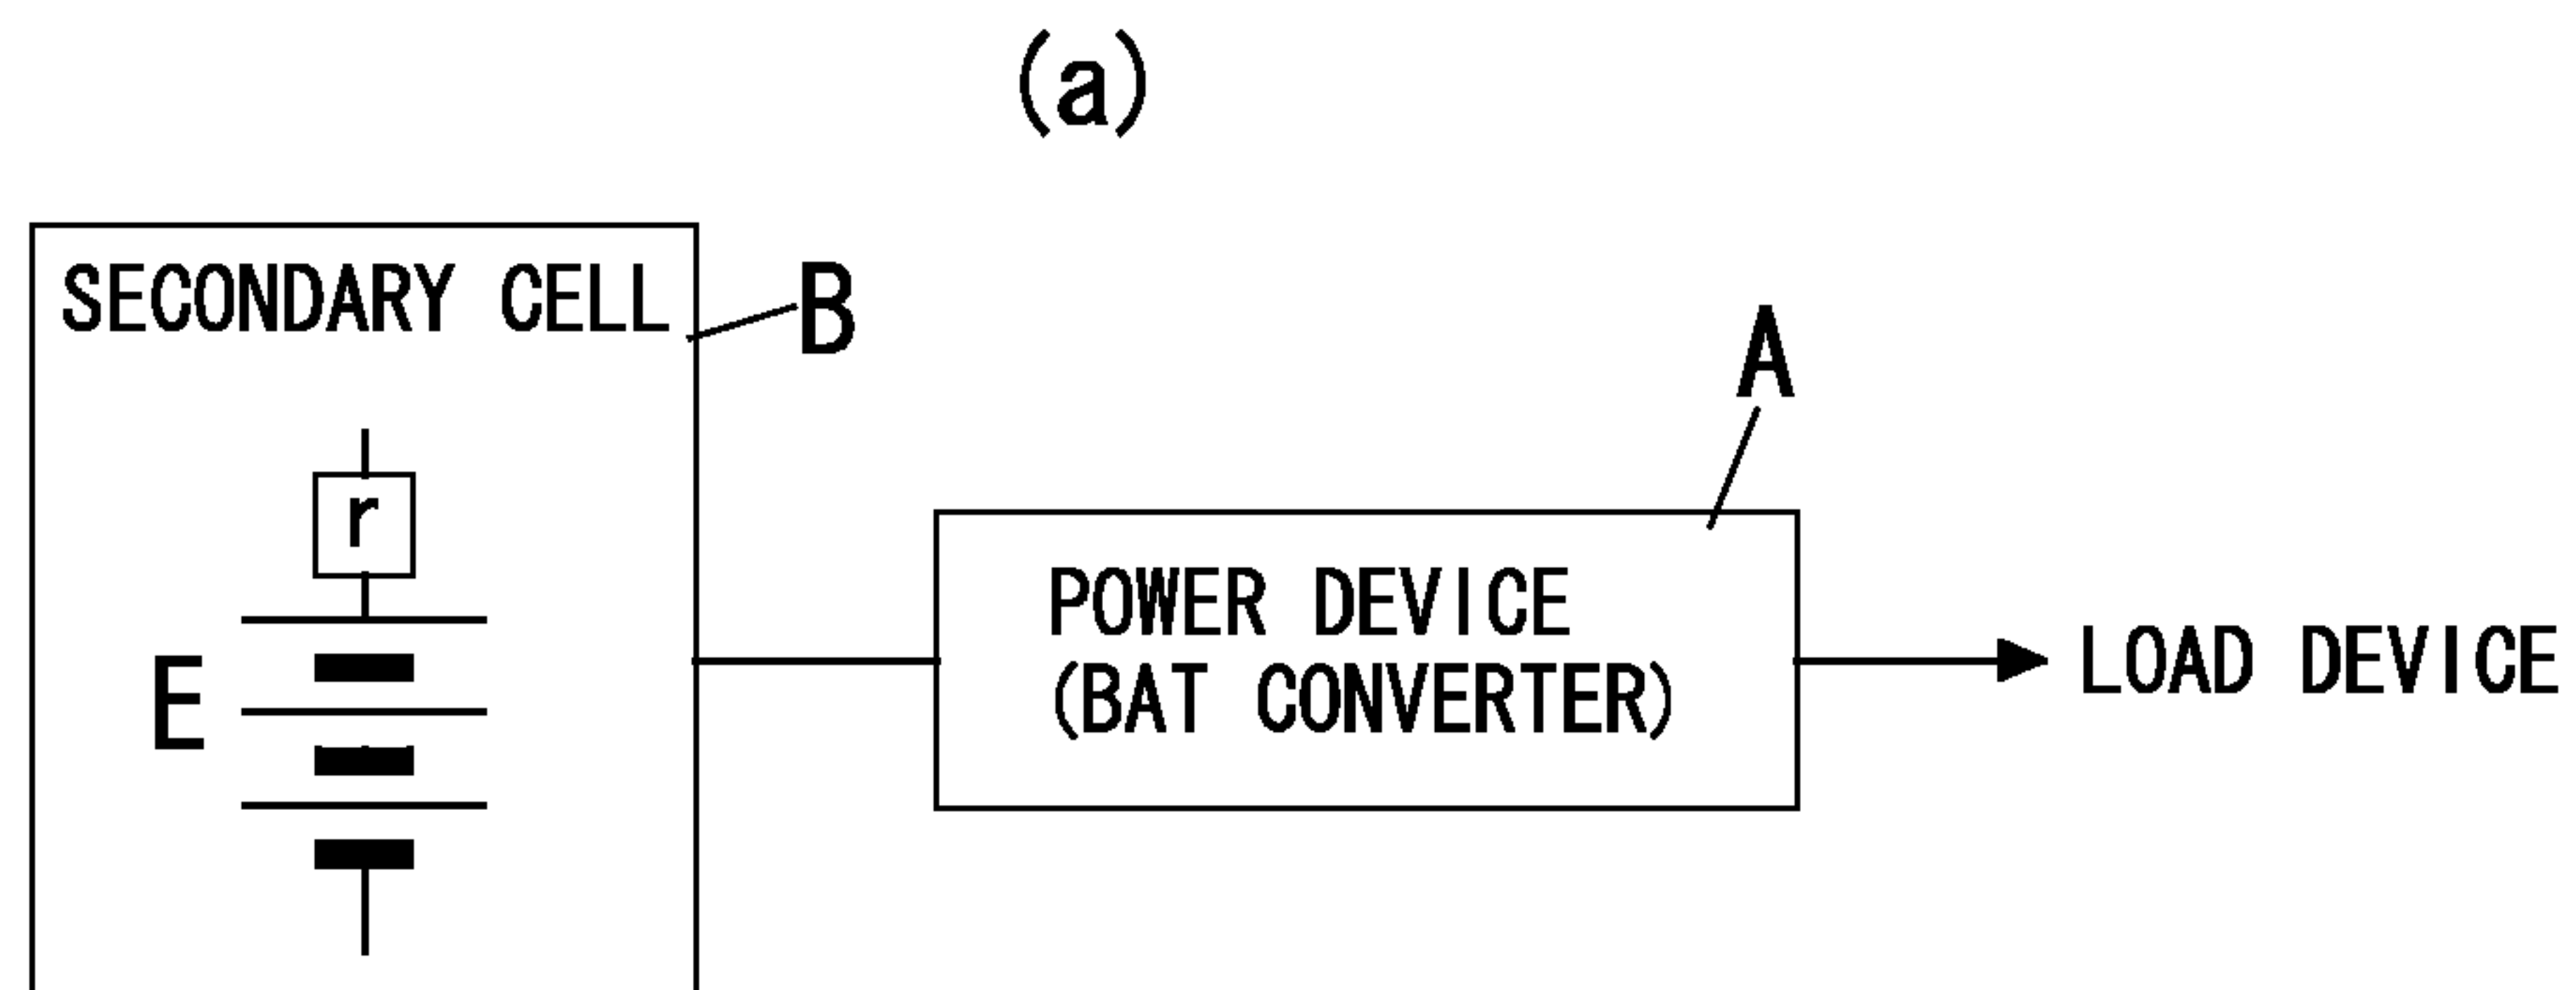 (a)
SECONDARY CELL
B
A
r
E
POWER DEVICE
(BAT CONVERTER)
LOAD DEVICE